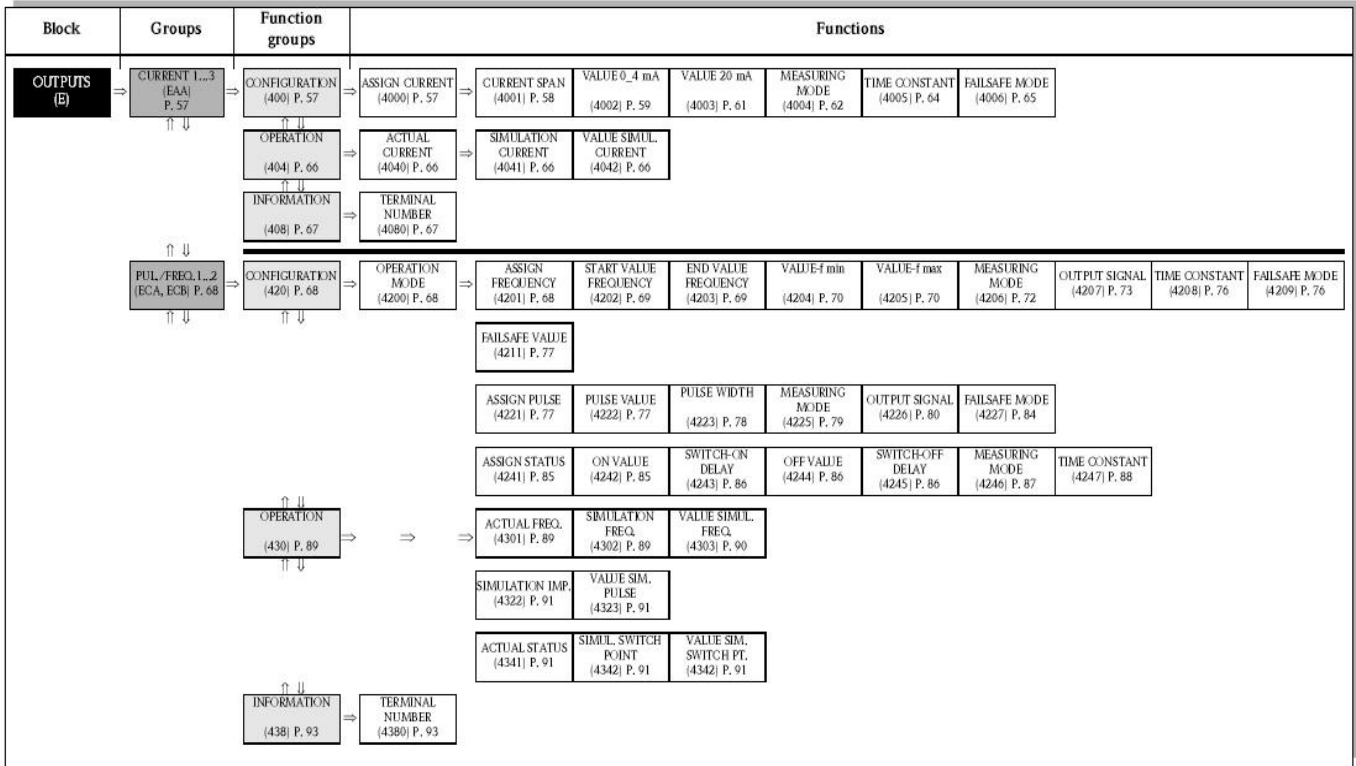 Block
Groups
Function
groups
Functions
OUTPUTS
(E)
⇒
CURRENT 1...3
(EAA)
P. 57
⇒
CONFIGURATION
(400) P. 57
⇒
ASSIGN CURRENT
(4000) P. 57
⇒
CURRENT SPAN
(4001) P. 58
VALUE 0_4 mA
(4002) P. 59
VALUE 20 mA
(4003) P. 61
MEASURING
MODE
(4004) P. 62
TIME CONSTANT
(4005) P. 64
FAILSAFE MODE
(4006) P. 65
⇑ ⇓
⇑ ⇓
OPERATION
(404) P. 66
⇒
ACTUAL
CURRENT
(4040) P. 66
⇒
SIMULATION
CURRENT
(4041) P. 66
VALUE SIMUL.
CURRENT
(4042) P. 66
⇑ ⇓
INFORMATION
(408) P. 67
⇒
TERMINAL
NUMBER
(4080) P. 67
⇑ ⇓
PUL./FREQ.1...2
(ECA, ECB) P. 68
⇒
CONFIGURATION
(420) P. 68
⇒
OPERATION
MODE
(4200) P. 68
⇒
ASSIGN
FREQUENCY
(4201) P. 68
START VALUE
FREQUENCY
(4202) P. 69
END VALUE
FREQUENCY
(4203) P. 69
VALUE-f min
(4204) P. 70
VALUE-f max
(4205) P. 70
MEASURING
MODE
(4206) P. 72
OUTPUT SIGNAL
(4207) P. 73
TIME CONSTANT
(4208) P. 76
FAILSAFE MODE
(4209) P. 76
⇑ ⇓
⇑ ⇓
FAILSAFE VALUE
(4211) P. 77
ASSIGN PULSE
(4221) P. 77
PULSE VALUE
(4222) P. 77
PULSE WIDTH
(4223) P. 78
MEASURING
MODE
(4225) P. 79
OUTPUT SIGNAL
(4226) P. 80
FAILSAFE MODE
(4227) P. 84
ASSIGN STATUS
(4241) P. 85
ON VALUE
(4242) P. 85
SWITCH-ON
DELAY
(4243) P. 86
OFF VALUE
(4244) P. 86
SWITCH-OFF
DELAY
(4245) P. 86
MEASURING
MODE
(4246) P. 87
TIME CONSTANT
(4247) P. 88
⇑ ⇓
OPERATION
(430) P. 89
⇒
⇒
⇒
ACTUAL FREQ.
(4301) P. 89
SIMULATION
FREQ.
(4302) P. 89
VALUE SIMUL.
FREQ.
(4303) P. 90
⇑ ⇓
SIMULATION IMP.
(4322) P. 91
VALUE SIM.
PULSE
(4323) P. 91
ACTUAL STATUS
(4341) P. 91
SIMUL. SWITCH
POINT
(4342) P. 91
VALUE SIM.
SWITCH PT.
(4342) P. 91
⇑ ⇓
INFORMATION
(438) P. 93
⇒
TERMINAL
NUMBER
(4380) P. 93